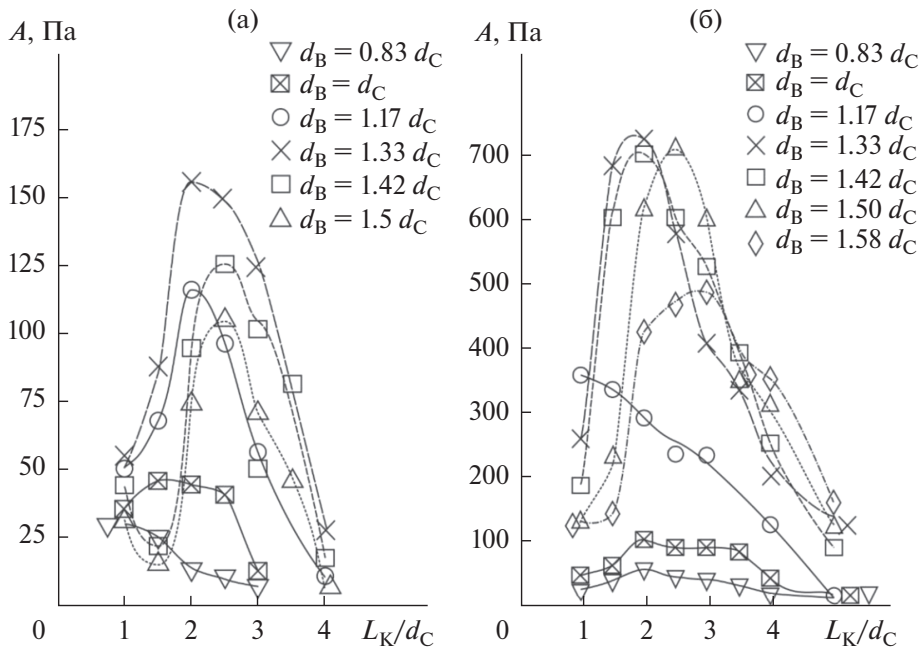 (а)
A, Па
d_B = 0.83 d_C
d_B = d_C
d_B = 1.17 d_C
d_B = 1.33 d_C
d_B = 1.42 d_C
d_B = 1.5 d_C
175
150
125
100
75
50
25
0
1 2 3 4 L_K/d_C
(б)
A, Па
d_B = 0.83 d_C
d_B = d_C
d_B = 1.17 d_C
d_B = 1.33 d_C
d_B = 1.42 d_C
d_B = 1.50 d_C
d_B = 1.58 d_C
700
600
500
400
300
200
100
0
1 2 3 4 L_K/d_C